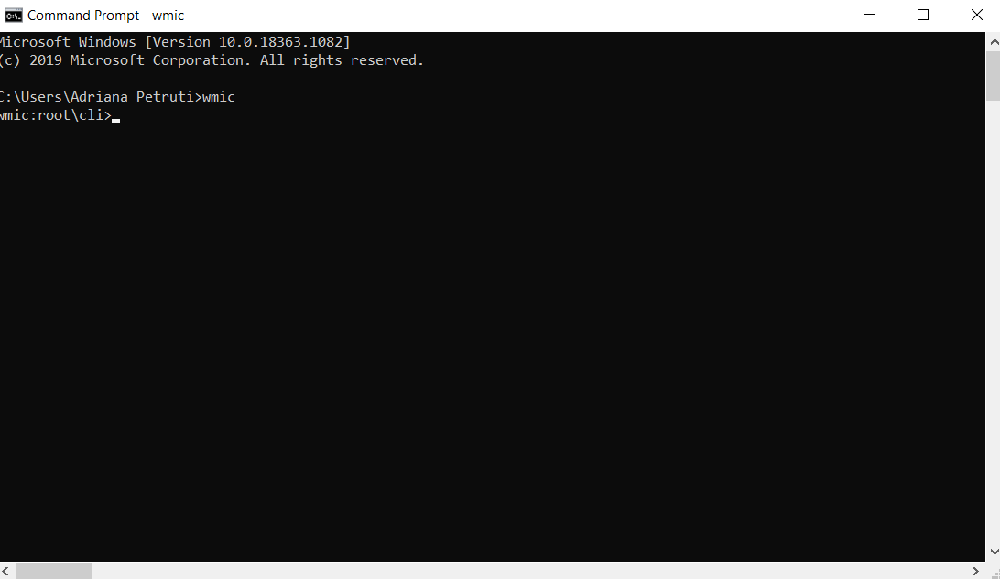 Command Prompt - wmic
Microsoft Windows [Version 10.0.18363.1082]
(c) 2019 Microsoft Corporation. All rights reserved.
C:\Users\Adriana Petruti>wmic
wmic:root\cli>